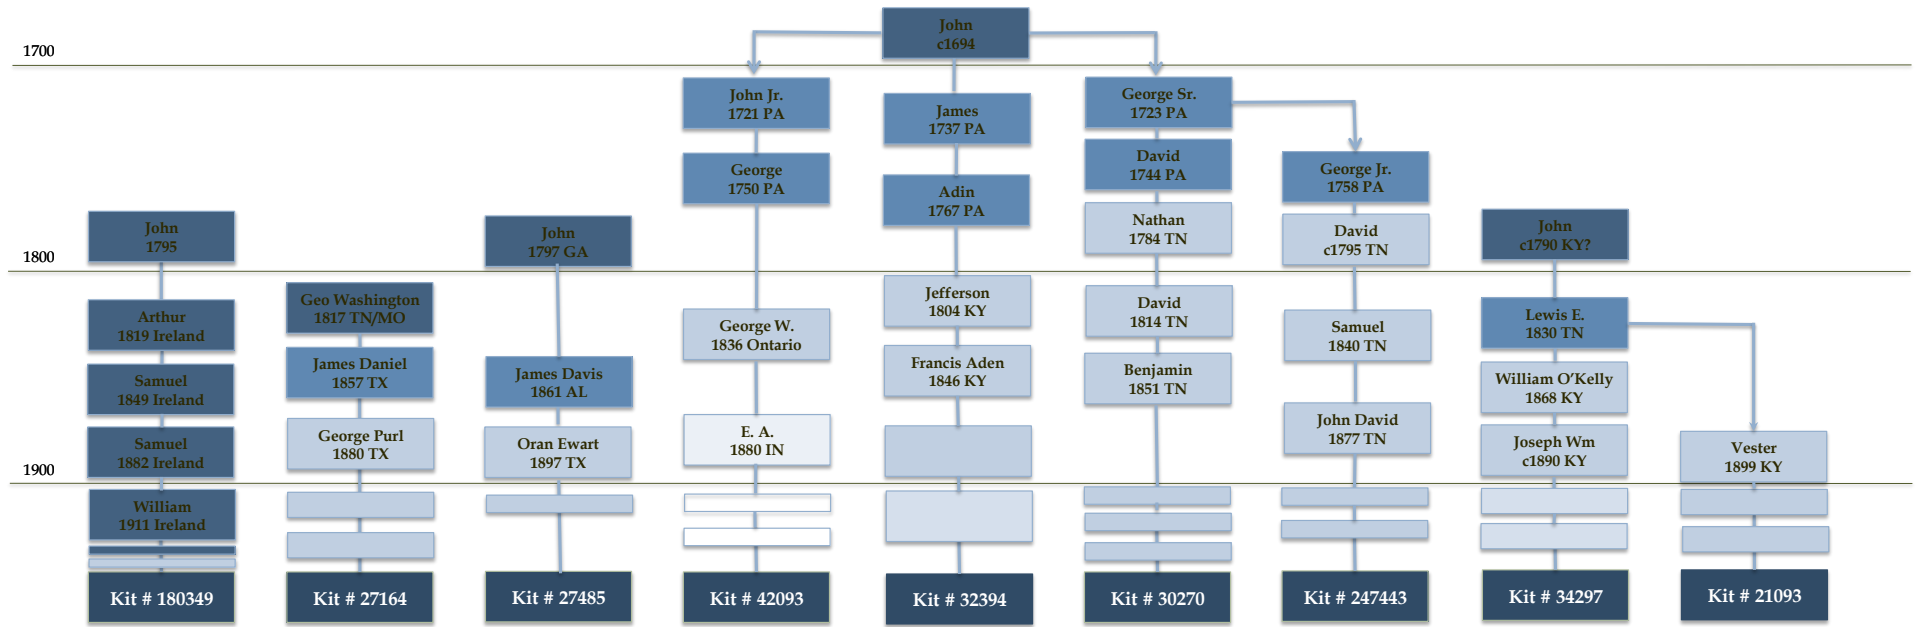 John
c1694
1700
John Jr.
1721 PA
James
1737 PA
George Sr.
1723 PA
George
1750 PA
Adin
1767 PA
David
1744 PA
George Jr.
1758 PA
John
1795
John
1797 GA
Nathan
1784 TN
David
c1795 TN
John
c1790 KY?
1800
Arthur
1819 Ireland
Geo Washington
1817 TN/MO
George W.
1836 Ontario
Jefferson
1804 KY
David
1814 TN
Samuel
1840 TN
Lewis E.
1830 TN
Samuel
1849 Ireland
James Daniel
1857 TX
James Davis
1861 AL
Francis Aden
1846 KY
Benjamin
1851 TN
William O'Kelly
1868 KY
Samuel
1882 Ireland
George Purl
1880 TX
Oran Ewart
1897 TX
E. A.
1880 IN
John David
1877 TN
Joseph Wm
c1890 KY
Vester
1899 KY
1900
William
1911 Ireland
Kit # 180349
Kit # 27164
Kit # 27485
Kit # 42093
Kit # 32394
Kit # 30270
Kit # 247443
Kit # 34297
Kit # 21093